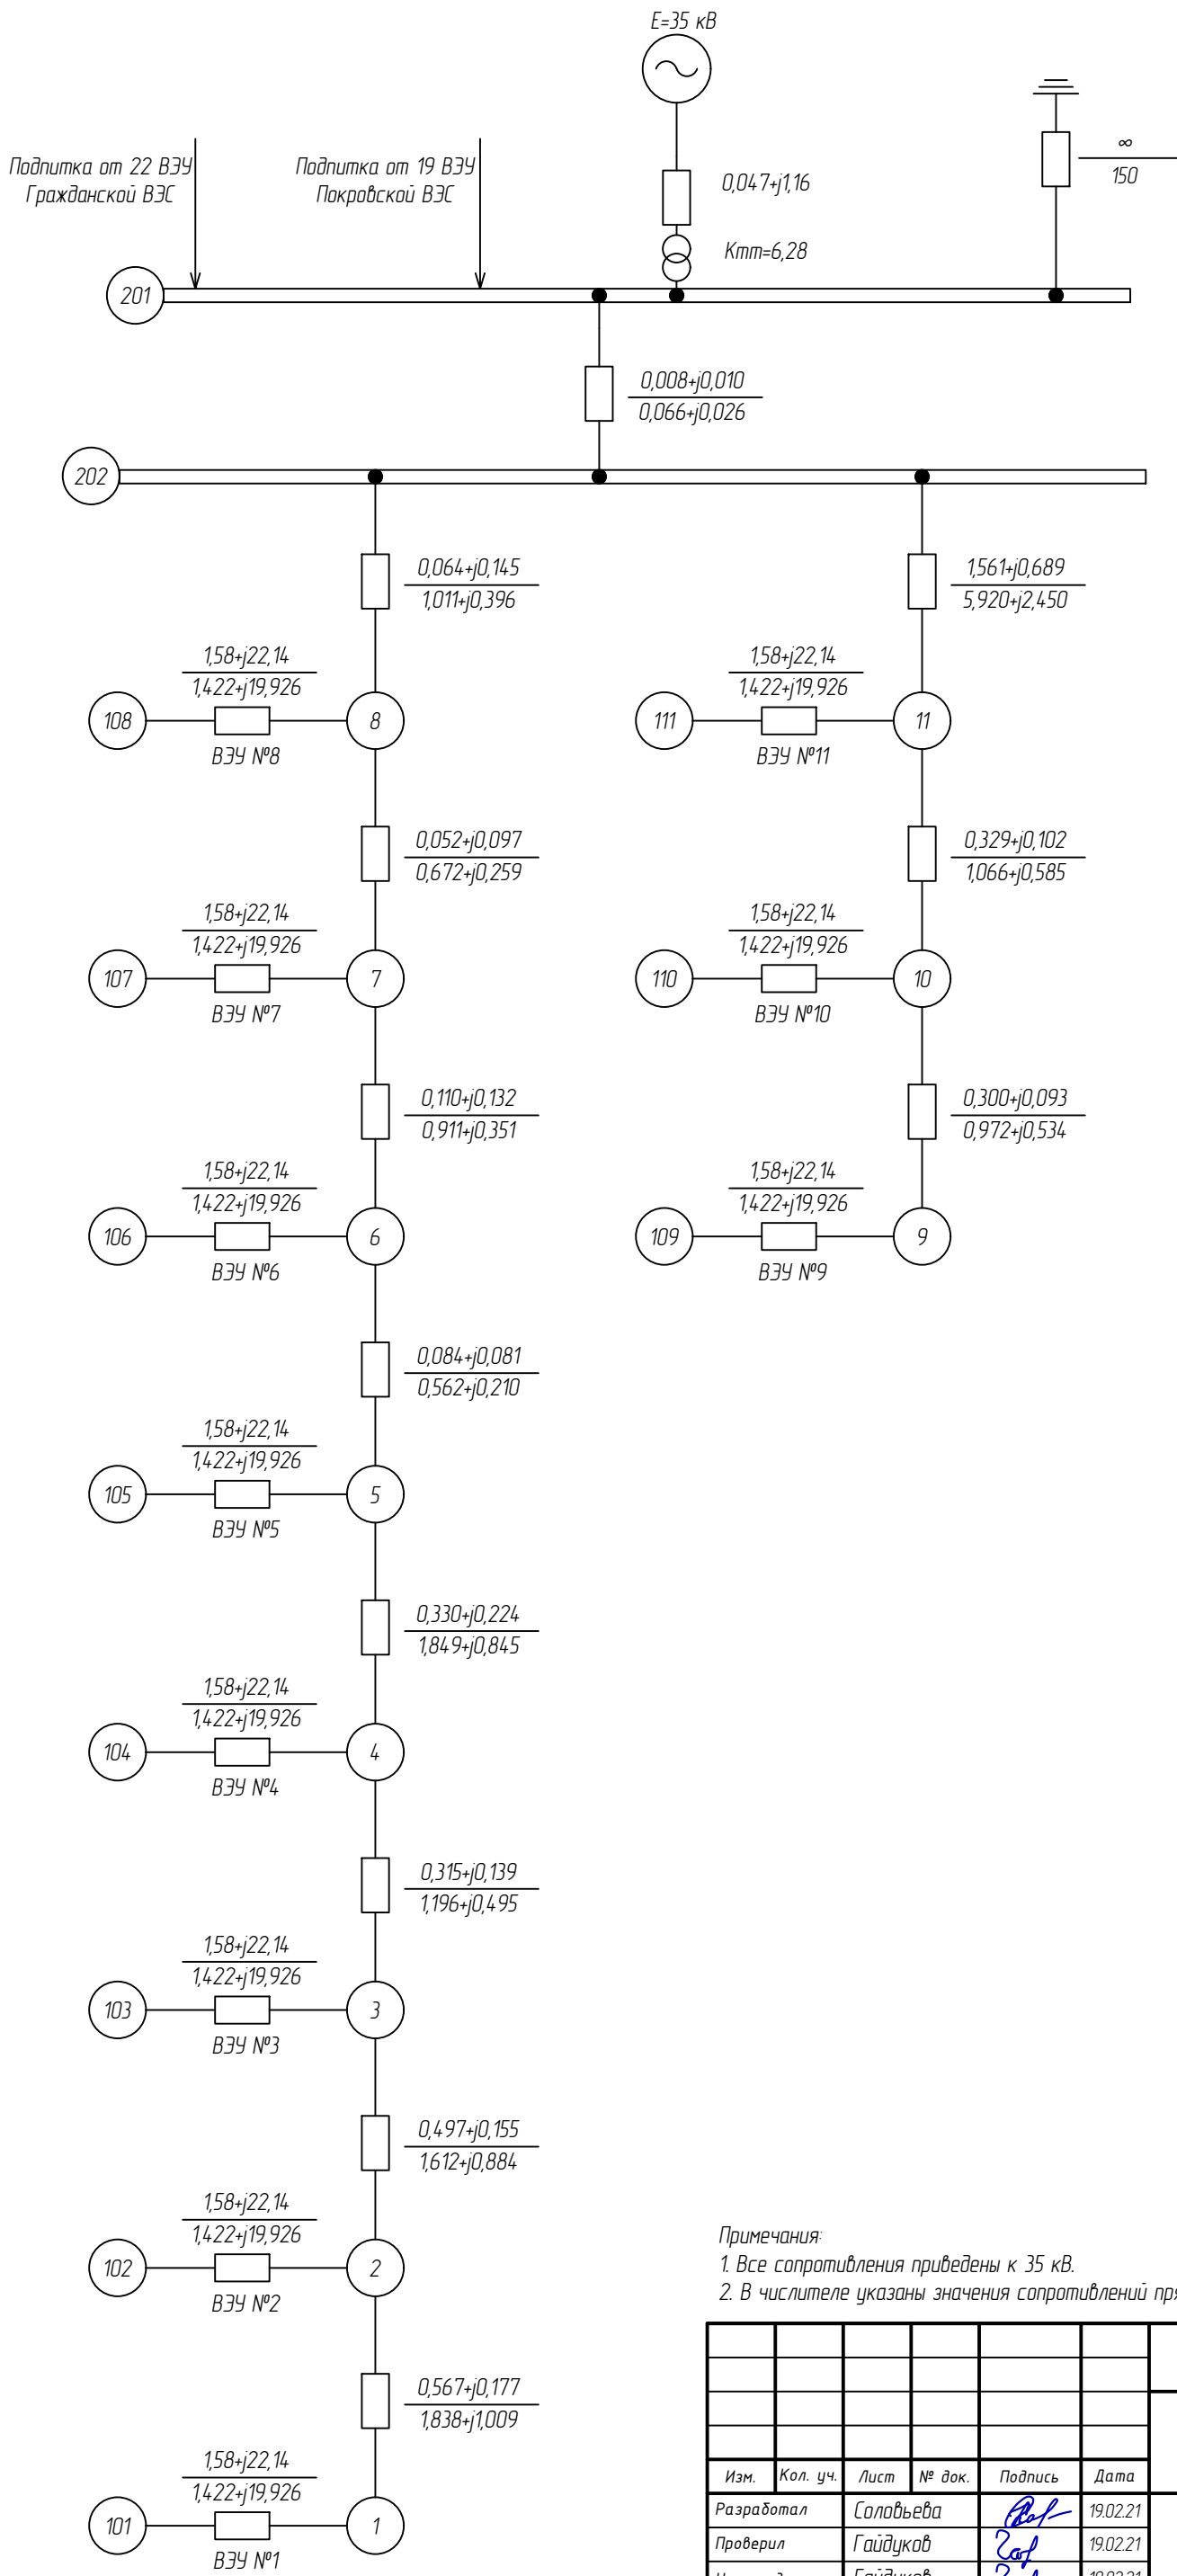 E=35 кВ
Подпитка от 22 ВЭУ
Гражданской ВЭС
Подпитка от 19 ВЭУ
Покровской ВЭС
0,047+j1,16
∞
150
Kтт=6,28
201
0,008+j0,010
0,066+j0,026
202
0,064+j0,145
1,011+j0,396
1,561+j0,689
5,920+j2,450
1,58+j22,14
1,422+j19,926
108
8
ВЭУ №8
1,58+j22,14
1,422+j19,926
111
11
ВЭУ №11
0,052+j0,097
0,672+j0,259
0,329+j0,102
1,066+j0,585
1,58+j22,14
1,422+j19,926
107
7
ВЭУ №7
1,58+j22,14
1,422+j19,926
110
10
ВЭУ №10
0,110+j0,132
0,911+j0,351
0,300+j0,093
0,972+j0,534
1,58+j22,14
1,422+j19,926
106
6
ВЭУ №6
1,58+j22,14
1,422+j19,926
109
9
ВЭУ №9
0,084+j0,081
0,562+j0,210
1,58+j22,14
1,422+j19,926
105
5
ВЭУ №5
0,330+j0,224
1,849+j0,845
1,58+j22,14
1,422+j19,926
104
4
ВЭУ №4
0,315+j0,139
1,196+j0,495
1,58+j22,14
1,422+j19,926
103
3
ВЭУ №3
0,497+j0,155
1,612+j0,884
1,58+j22,14
1,422+j19,926
102
2
ВЭУ №2
0,567+j0,177
1,838+j1,009
1,58+j22,14
1,422+j19,926
101
1
ВЭУ №1
Примечания:
1. Все сопротивления приведены к 35 кВ.
2. В числителе указаны значения сопротивлений
Изм. Кол. уч. Лист № док. Подпись Дата
Разработал Соловьева 19.02.21
Проверил Гайдуков 19.02.21